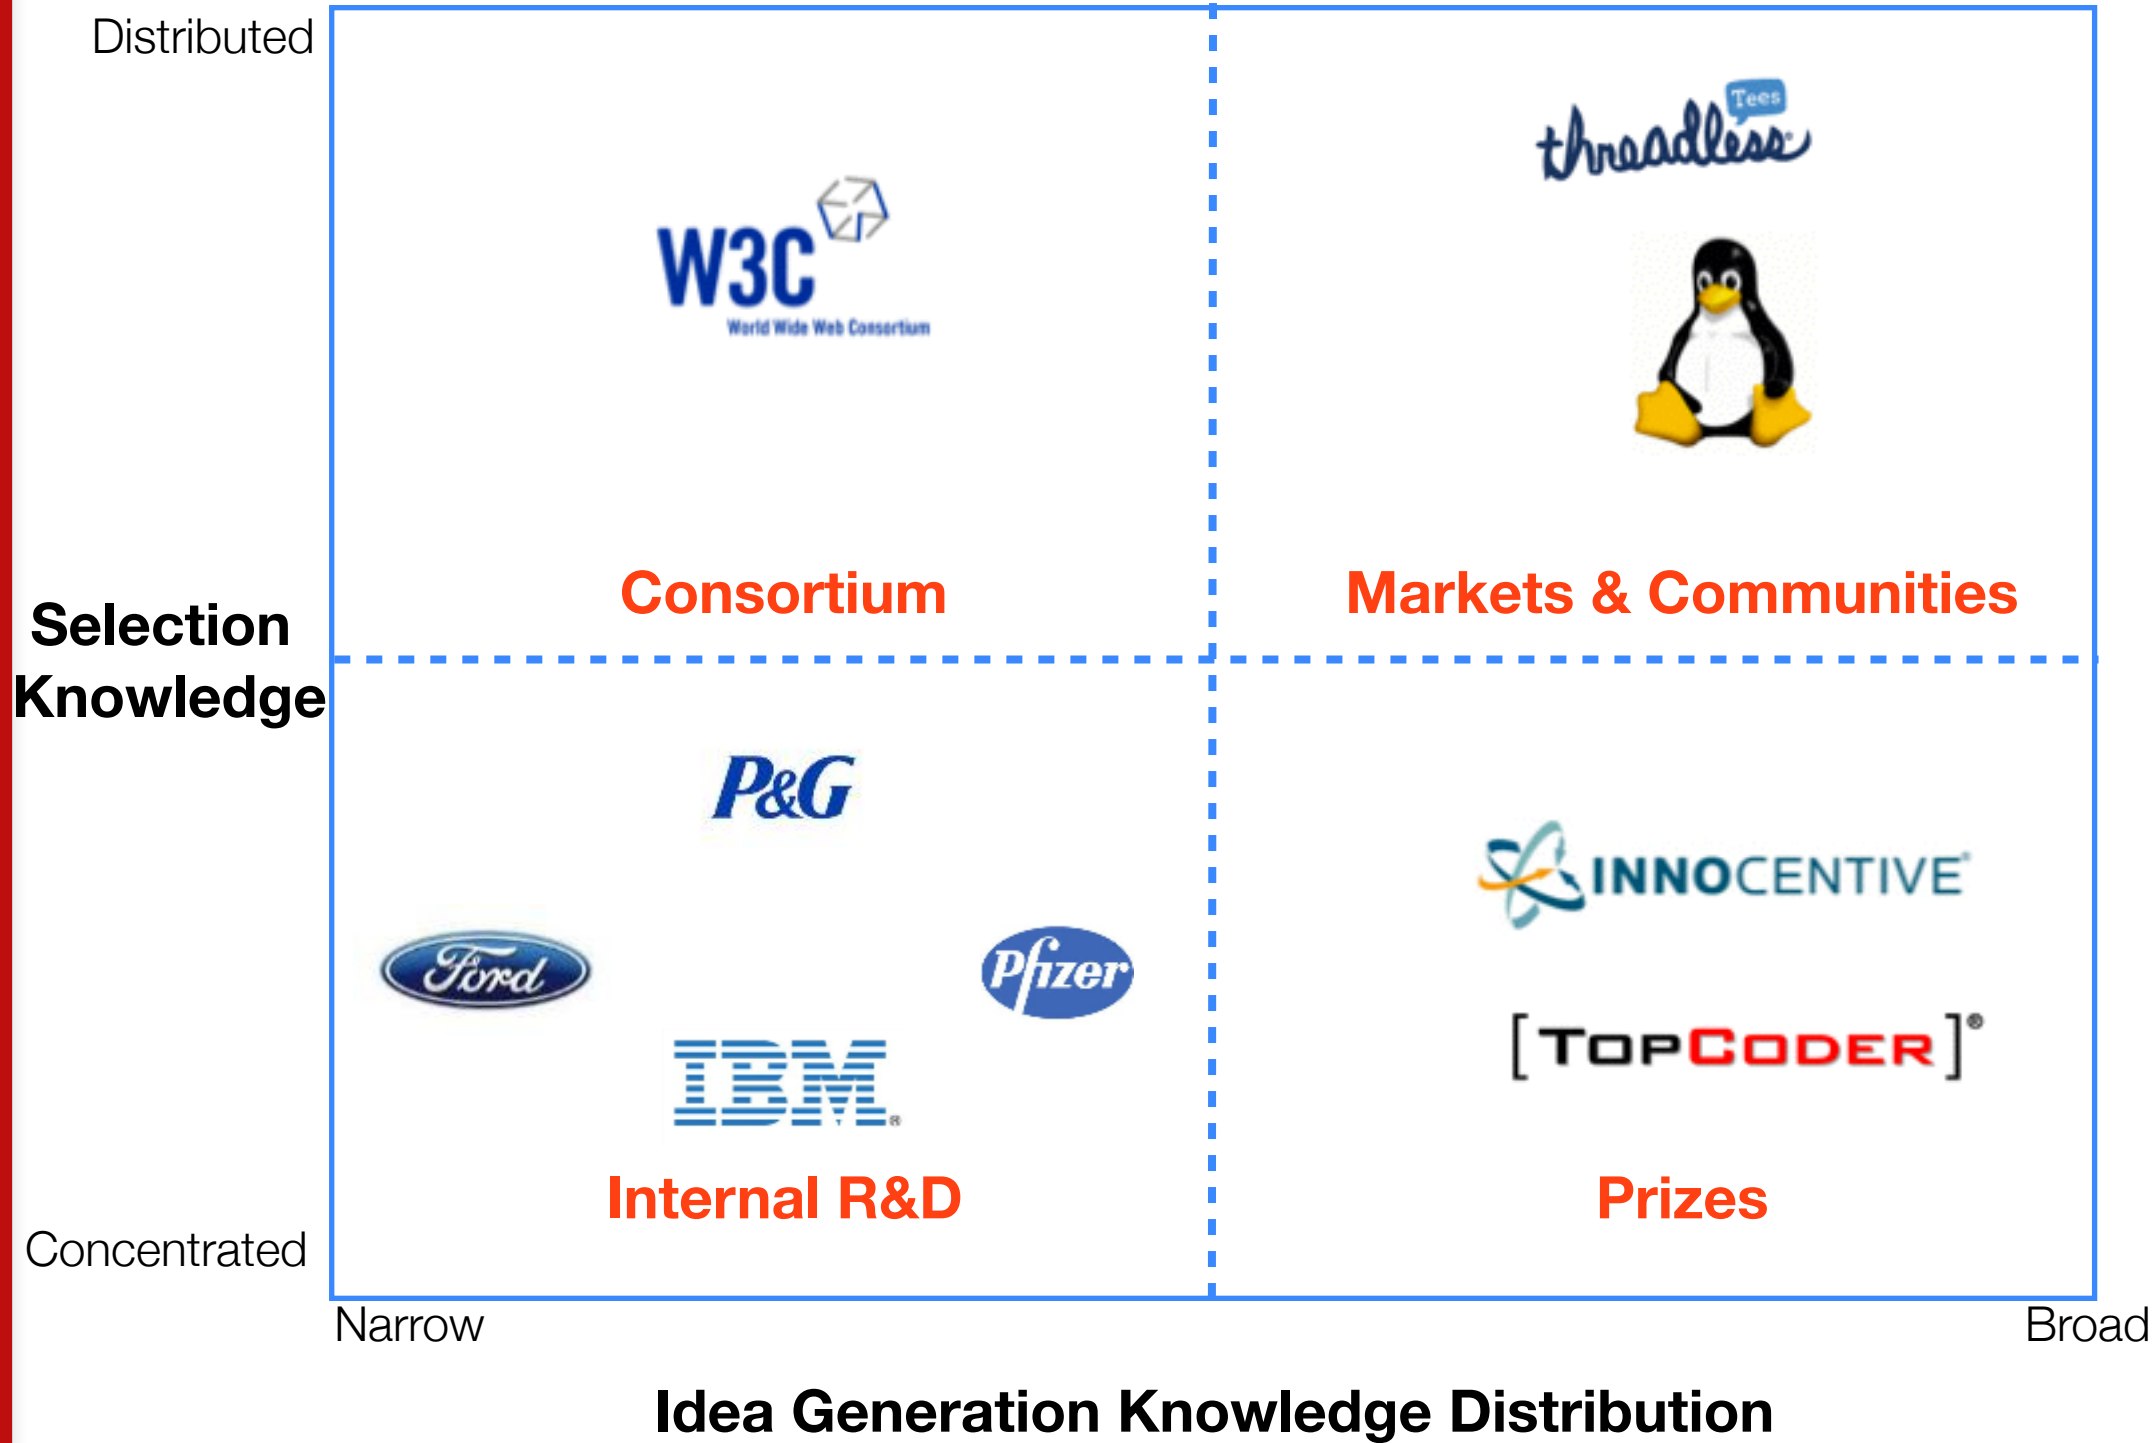 Distributed
Tees
threadless
W3C
World Wide Web Consortium
Consortium
Markets & Communities
Selection
Knowledge
P&G
INNOCENTIVE®
Ford
Pfizer
[TOPCODER]®
IBM®
Internal R&D
Prizes
Concentrated
Narrow
Broad
Idea Generation Knowledge Distribution